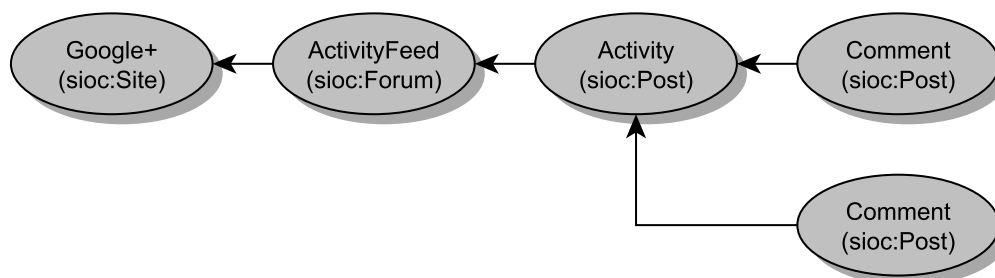 Google+
(sioc:Site)
ActivityFeed
(sioc:Forum)
Activity
(sioc:Post)
Comment
(sioc:Post)
Comment
(sioc:Post)